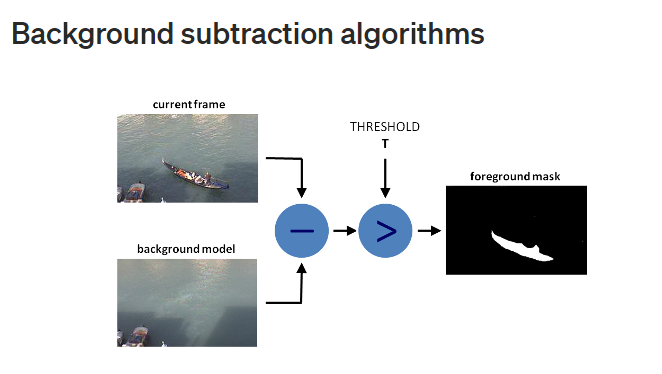 Background subtraction algorithms
current frame
THRESHOLD
T
foreground mask
− >
background model